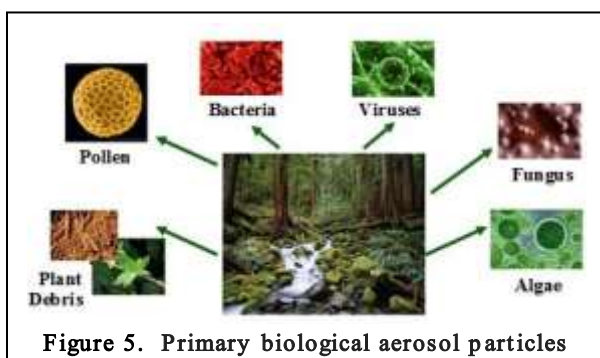 Bacteria
Viruses
Pollen
Fungus
Plant
Debris
Algae
Figure 5. Primary biological aerosol particles